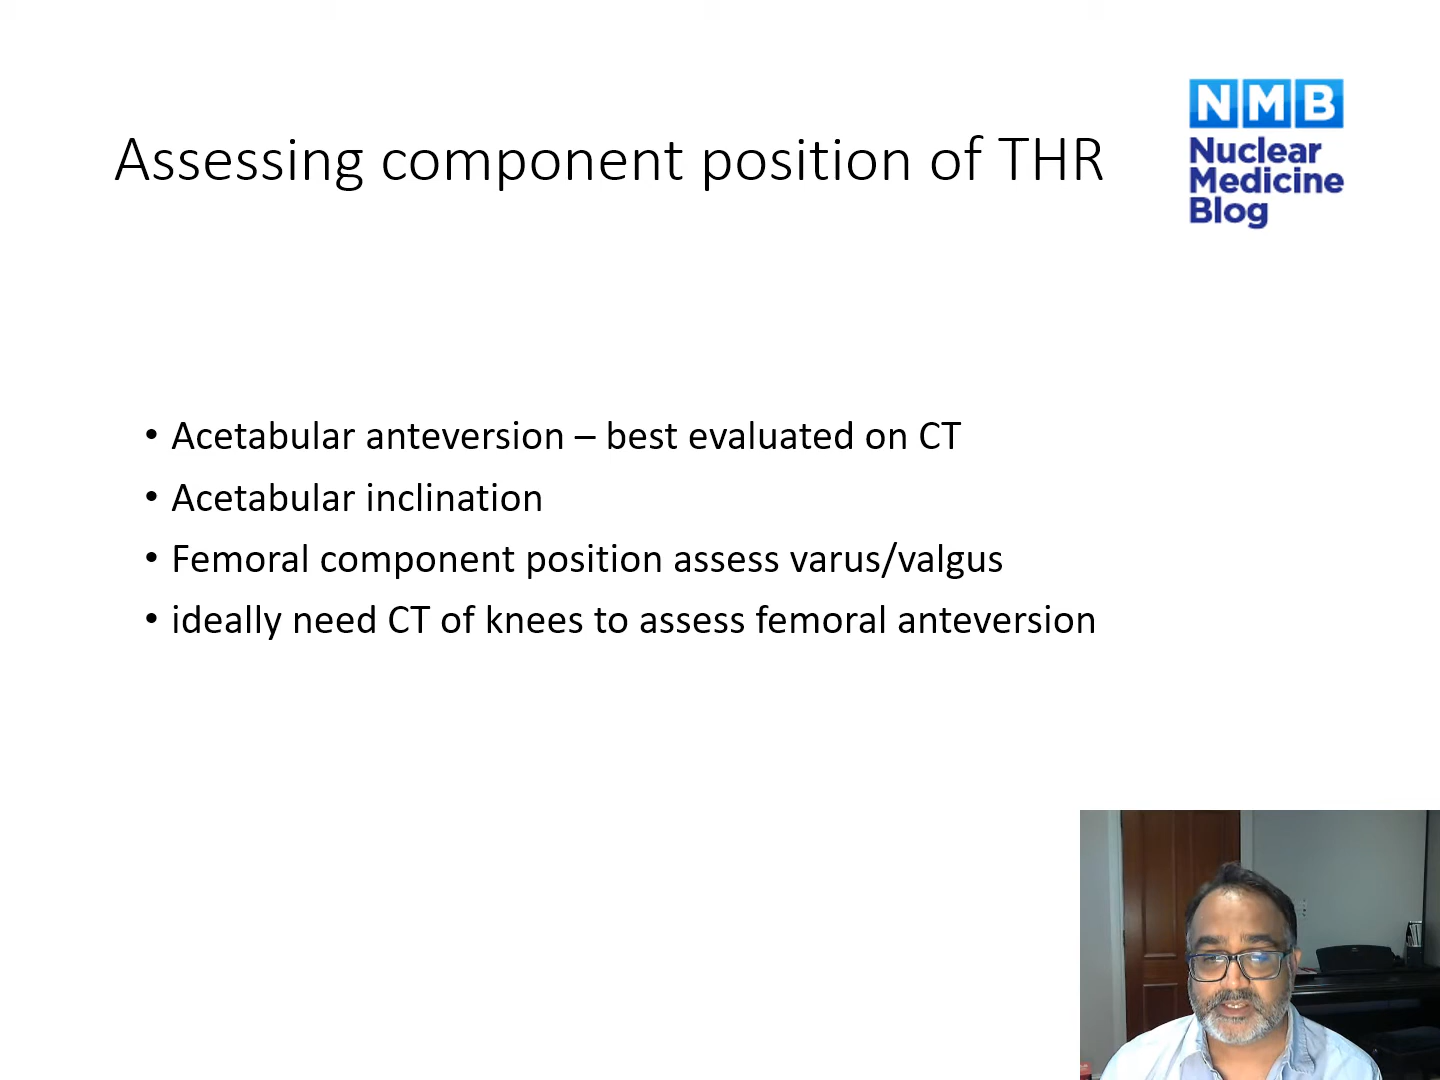 Assessing component position of THR
NMB
Nuclear
Medicine
Blog
• Acetabular anteversion – best evaluated on CT
• Acetabular inclination
• Femoral component position assess varus/valgus
• ideally need CT of knees to assess femoral anteversion